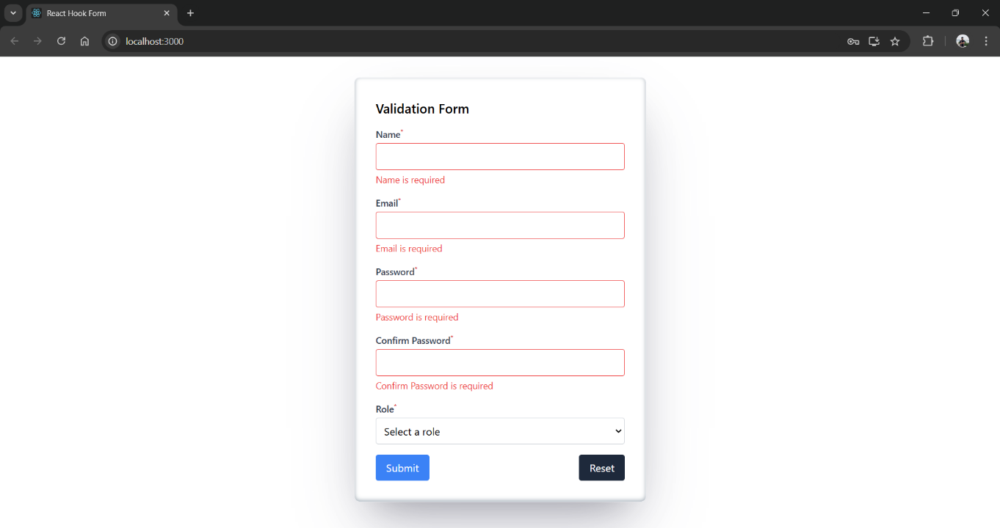 React Hook Form
localhost:3000
Validation Form
Name*
Name is required
Email*
Email is required
Password*
Password is required
Confirm Password*
Confirm Password is required
Role*
Select a role
Submit Reset